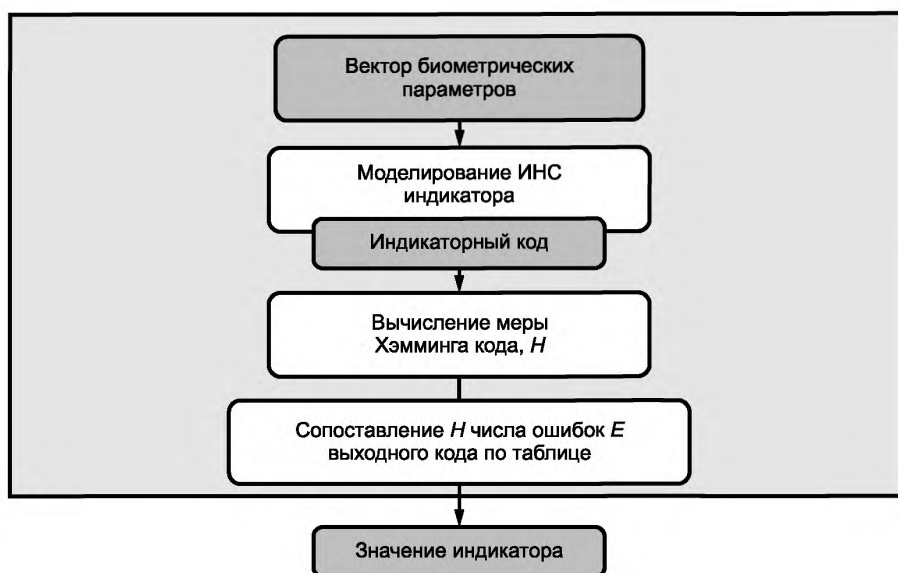 Вектор биометрических
параметров
Моделирование ИНС
индикатора
Индикаторный код
Вычисление меры
Хэмминга кода, H
Сопоставление H числа ошибок E
выходного кода по таблице
Значение индикатора